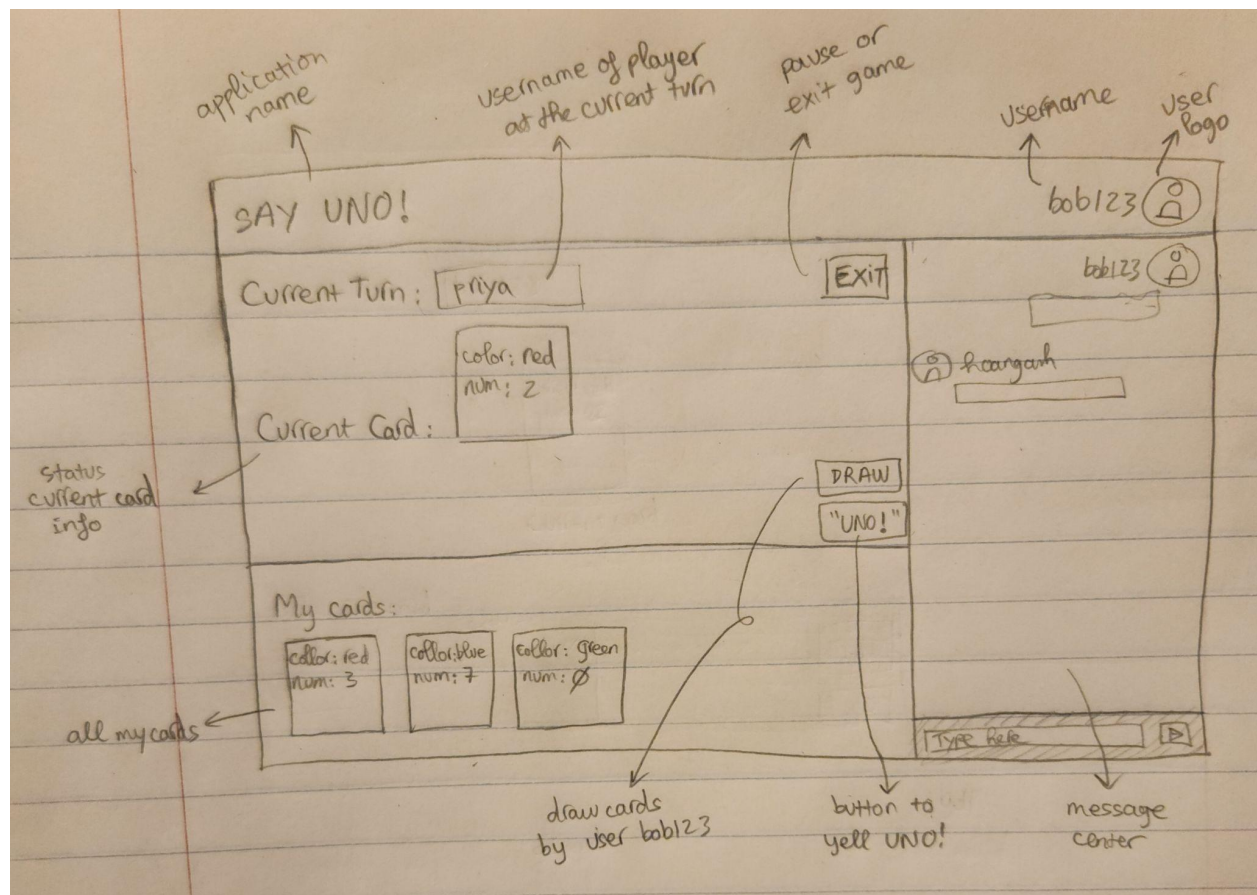 application
name
username of player
at the current turn
pause or
exit game
username
user
logo
SAY UNO!
bob123
Current Turn:
priya
EXIT
color: red
num: 2
Current Card:
status
current card
info
DRAW
"UNO!"
bob123
hoanganh
My cards:
collor: red
num: 3
collor:blue
num: 7
collor: green
num: 0
all my cards
Type here
draw cards
by user bob123
button to
yell UNO!
message
center